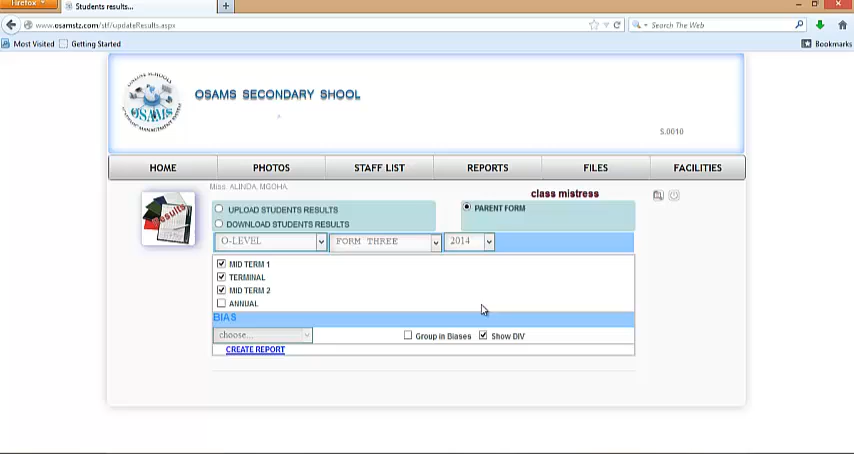 Firefox
Students results...
www.osamstz.com/stf/updateResults.aspx
Search The Web
Most Visited
Getting Started
Bookmarks
OSAMS
OSAMS SECONDARY SHOOL
S.0010
HOME
PHOTOS
STAFF LIST
REPORTS
FILES
FACILITIES
Miss. ALINDA, MGOHA.
class mistress
Results
UPLOAD STUDENTS RESULTS
PARENT FORM
DOWNLOAD STUDENTS RESULTS
O-LEVEL
FORM THREE
2014
MID TERM 1
TERMINAL
MID TERM 2
ANNUAL
BIAS
choose...
Group in Biases
Show DIV
CREATE REPORT